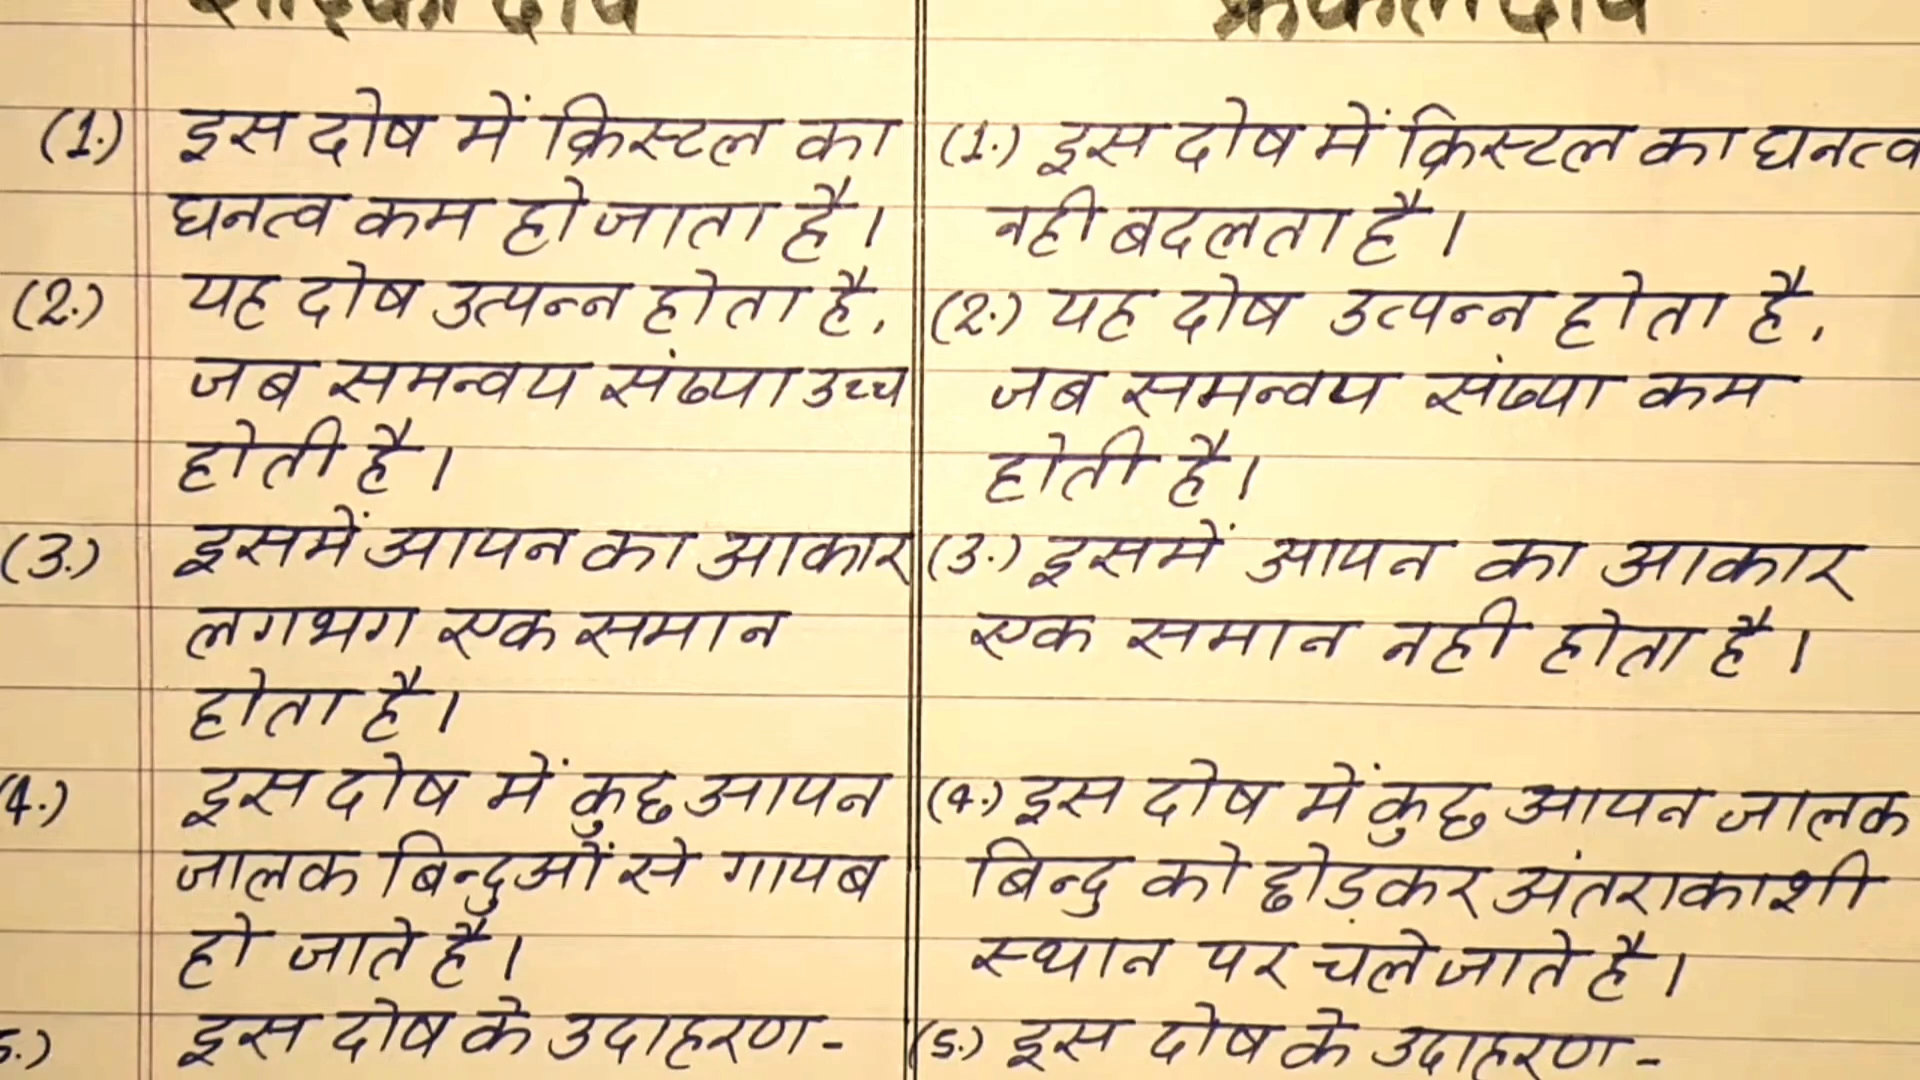 (1.) इस दोष में क्रिस्टल का
घनत्व कम हो जाता है।
(2.) यह दोष उत्पन्न होता है,
जब समन्वय संख्या उच्च
होती है।
(3.) इसमें आयन का आकार
लगभग एक समान
होता है।
(4.) इस दोष में कुछ आयन
जालक बिन्दुओं से गायब
हो जाते है।
5.) इस दोष के उदाहरण -
(1.) इस दोष में क्रिस्टल का घनत्व
नही बदलता है।
(2.) यह दोष उत्पन्न होता है,
जब समन्वय संख्या कम
होती है।
(3.) इसमें आयन का आकार
एक समान नही होता है।
(4.) इस दोष में कुछ आयन जालक
बिन्दु को छोड़कर अंतराकाशी
स्थान पर चले जाते है।
(5.) इस दोष के उदाहरण -